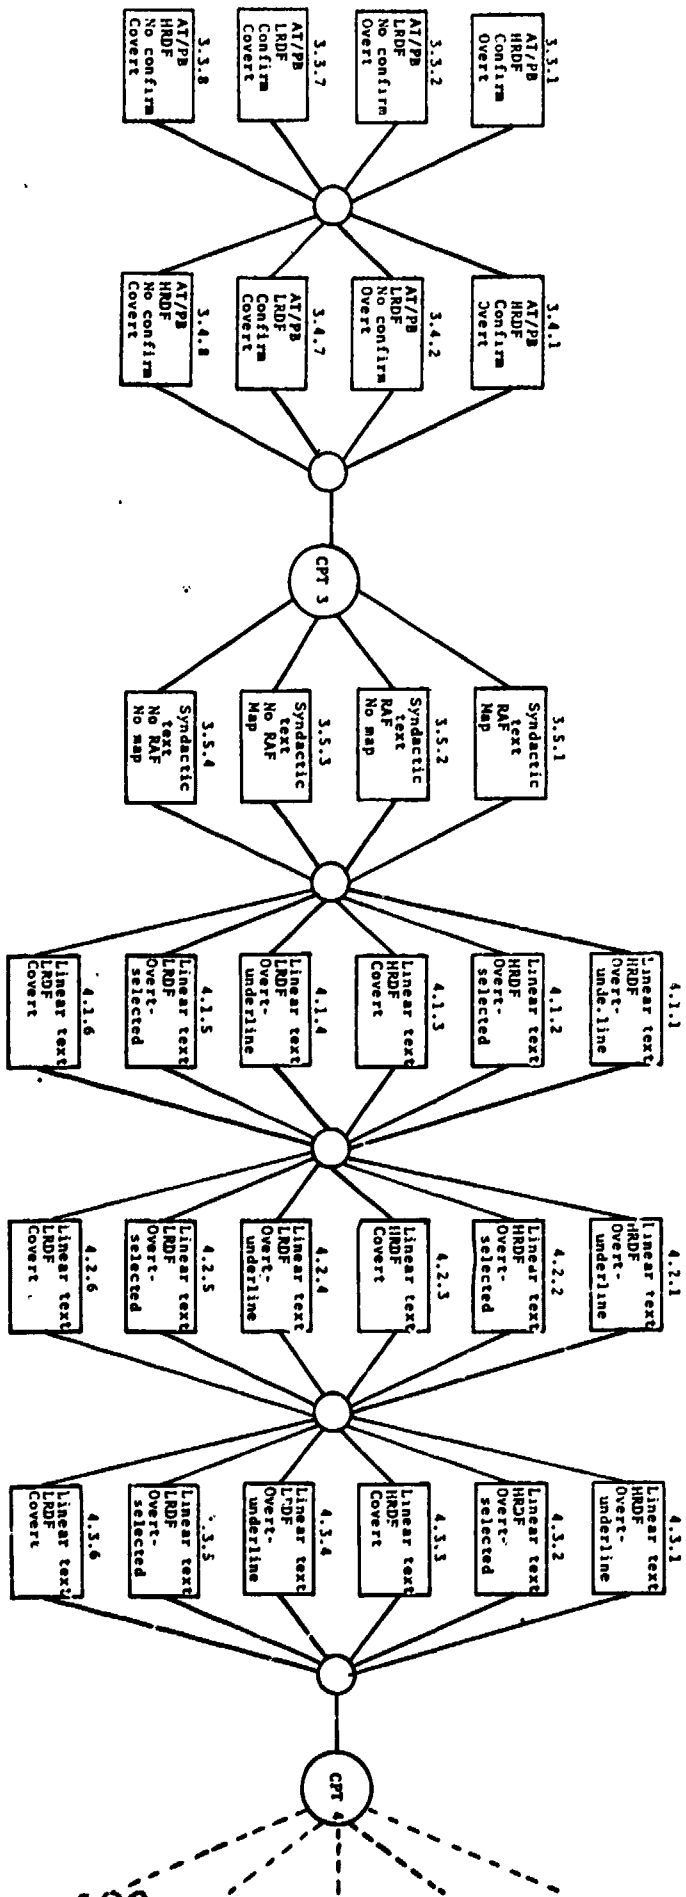 3.3.1
AT/PB
HRDF
Confirm
Overt
3.3.2
AT/PB
LRDF
No confirm
Overt
3.3.7
AT/PB
LRDF
Confirm
Covert
3.3.8
AT/PB
HRDF
No confirm
Covert
3.4.1
AT/PB
HRDF
Confirm
Overt
3.4.2
AT/PB
LRDF
No confirm
Overt
3.4.7
AT/PB
LRDF
Confirm
Covert
3.4.8
AT/PB
HRDF
No confirm
Covert
CPT 3
3.5.1
Syndactic
text
RAF
Map
3.5.2
Syndactic
text
RAF
No map
3.5.3
Syndactic
text
No RAF
Map
3.5.4
Syndactic
text
No RAF
No map
4.1.1
Linear text
HRDF
Overt-
underline
4.1.2
Linear text
HRDF
Overt-
selected
4.1.3
Linear text
HRDF
Covert
4.1.4
Linear text
LRDF
Overt-
underline
4.1.5
Linear text
LRDF
Overt-
selected
4.1.6
Linear text
LRDF
Covert
4.2.1
Linear text
HRDF
Overt-
underline
4.2.2
Linear text
HRDF
Overt-
selected
4.2.3
Linear text
HRDF
Covert
4.2.4
Linear text
LRDF
Overt-
underline
4.2.5
Linear text
LRDF
Overt-
selected
4.2.6
Linear text
LRDF
Covert
4.3.1
Linear text
HRDF
Overt-
underline
4.3.2
Linear text
HRDF
Overt-
selected
4.3.3
Linear text
HRDF
Covert
4.3.4
Linear text
LRDF
Overt-
underline
.3.5
Linear text
LRDF
Overt-
selected
4.3.6
Linear text
LRDF
Covert
CPT 4